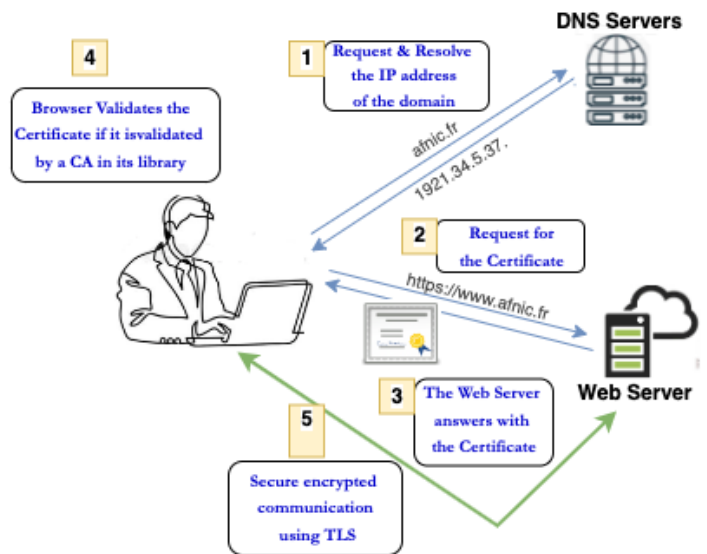 DNS Servers
1
Request & Resolve
the IP address
of the domain
4
Browser Validates the
Certificate if it isvalidated
by a CA in its library
afnic.fr
1921.34.5.37.
2
Request for
the Certificate
https://www.afnic.fr
Web Server
3
The Web Server
answers with
the Certificate
5
Secure encrypted
communication
using TLS